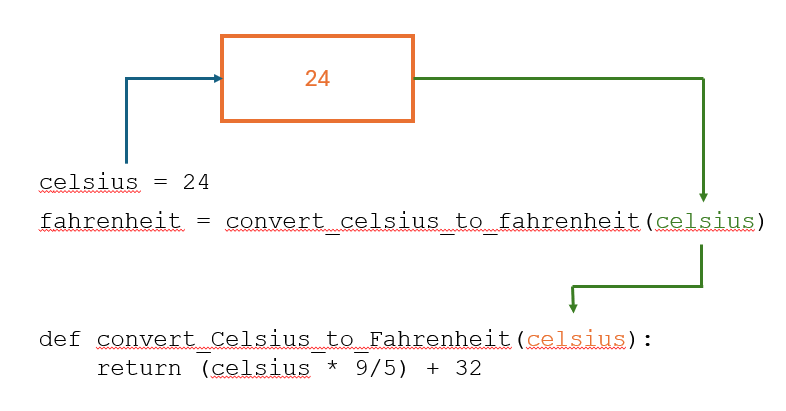 24
celsius = 24
fahrenheit = convert_celsius_to_fahrenheit(celsius)
def convert_Celsius_to_Fahrenheit(celsius):
    return (celsius * 9/5) + 32